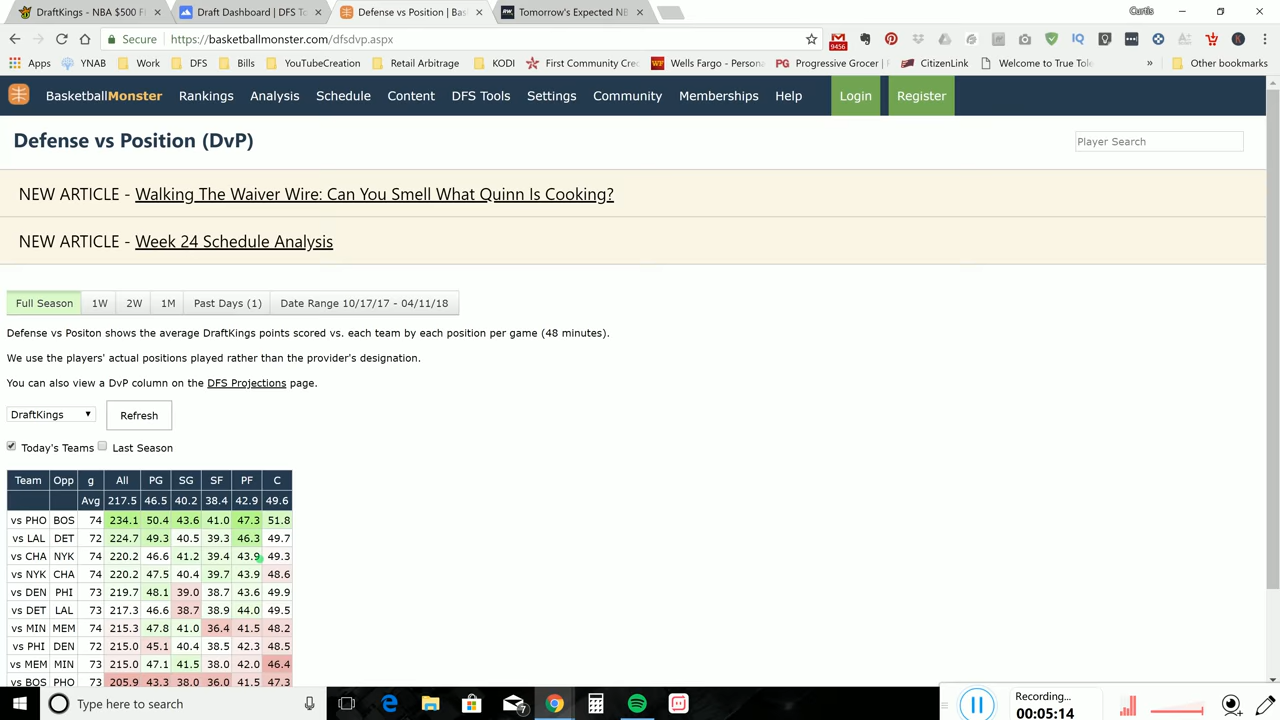 DraftKings - NBA $500 F
Draft Dashboard | DFS To
Defense vs Position | Bas
Tomorrow's Expected NB
Curtis
Secure
https://basketballmonster.com/dfsdvp.aspx
9456
Apps YNAB Work DFS Bills YouTubeCreation Retail Arbitrage KODI First Community Cre Wells Fargo - Persona Progressive Grocer | CitizenLink Welcome to True Tole » Other bookmarks
BasketballMonster Rankings Analysis Schedule Content DFS Tools Settings Community Memberships Help Login Register
Defense vs Position (DvP)
Player Search
NEW ARTICLE - Walking The Waiver Wire: Can You Smell What Quinn Is Cooking?
NEW ARTICLE - Week 24 Schedule Analysis
Full Season 1W 2W 1M Past Days (1) Date Range 10/17/17 - 04/11/18
Defense vs Positon shows the average DraftKings points scored vs. each team by each position per game (48 minutes).
We use the players' actual positions played rather than the provider's designation.
You can also view a DvP column on the DFS Projections page.
DraftKings Refresh
Today's Teams Last Season
Team Opp g All PG SG SF PF C
Avg 217.5 46.5 40.2 38.4 42.9 49.6
vs PHO BOS 74 234.1 50.4 43.6 41.0 47.3 51.8
vs LAL DET 72 224.7 49.3 40.5 39.3 46.3 49.7
vs CHA NYK 74 220.2 46.6 41.2 39.4 43.9 49.3
vs NYK CHA 74 220.2 47.5 40.4 39.7 43.9 48.6
vs DEN PHI 73 219.7 48.1 39.0 38.7 43.6 49.9
vs DET LAL 73 217.3 46.6 38.7 38.9 44.0 49.5
vs MIN MEM 74 215.3 47.8 41.0 36.4 41.5 48.2
vs PHI DEN 72 215.0 45.1 40.4 38.5 42.3 48.5
vs MEM MIN 73 215.0 47.1 41.5 38.0 42.0 46.4
vs BOS PHO 73 205.9 43.3 38.0 36.0 41.5 47.3
Type here to search
7
Recording...
00:05:14